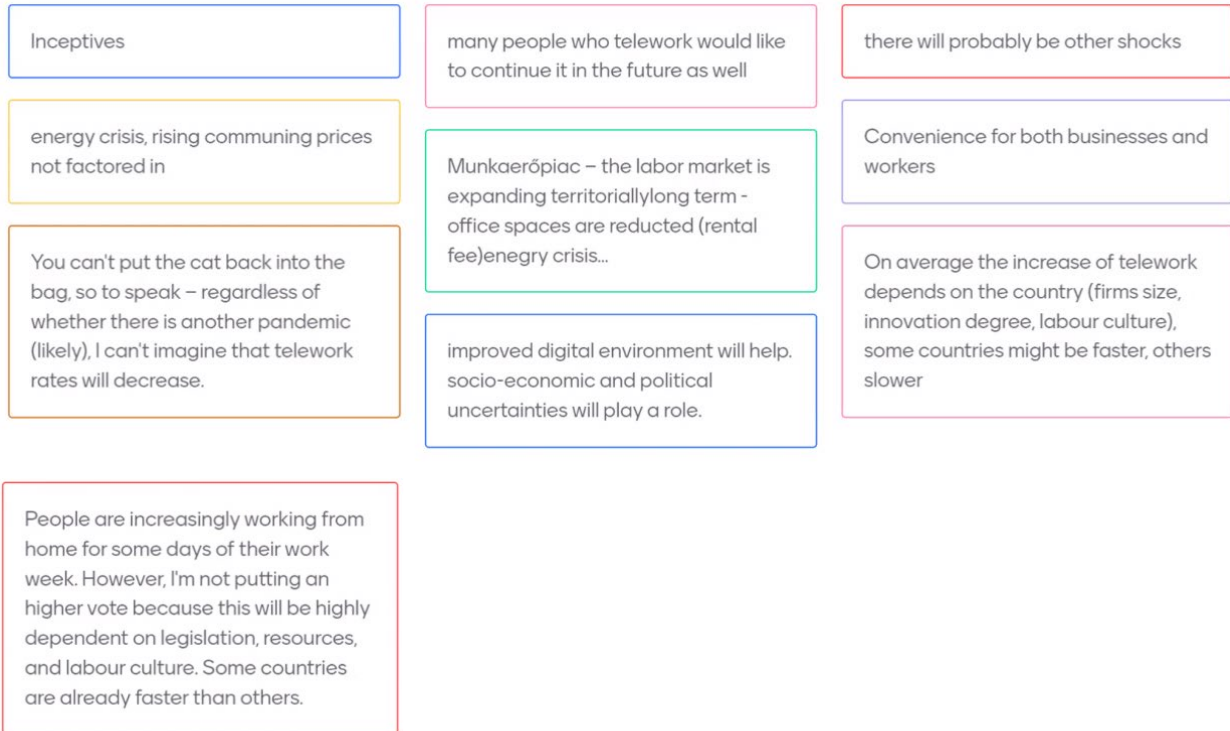 Inceptives
energy crisis, rising communing prices
not factored in
You can't put the cat back into the
bag, so to speak – regardless of
whether there is another pandemic
(likely), I can't imagine that telework
rates will decrease.
many people who telework would like
to continue it in the future as well
Munkaerőpiac – the labor market is
expanding territoriallylong term -
office spaces are reducted (rental
fee)enegry crisis...
improved digital environment will help.
socio-economic and political
uncertainties will play a role.
there will probably be other shocks
Convenience for both businesses and
workers
On average the increase of telework
depends on the country (firms size,
innovation degree, labour culture),
some countries might be faster, others
slower
People are increasingly working from
home for some days of their work
week. However, I'm not putting an
higher vote because this will be highly
dependent on legislation, resources,
and labour culture. Some countries
are already faster than others.